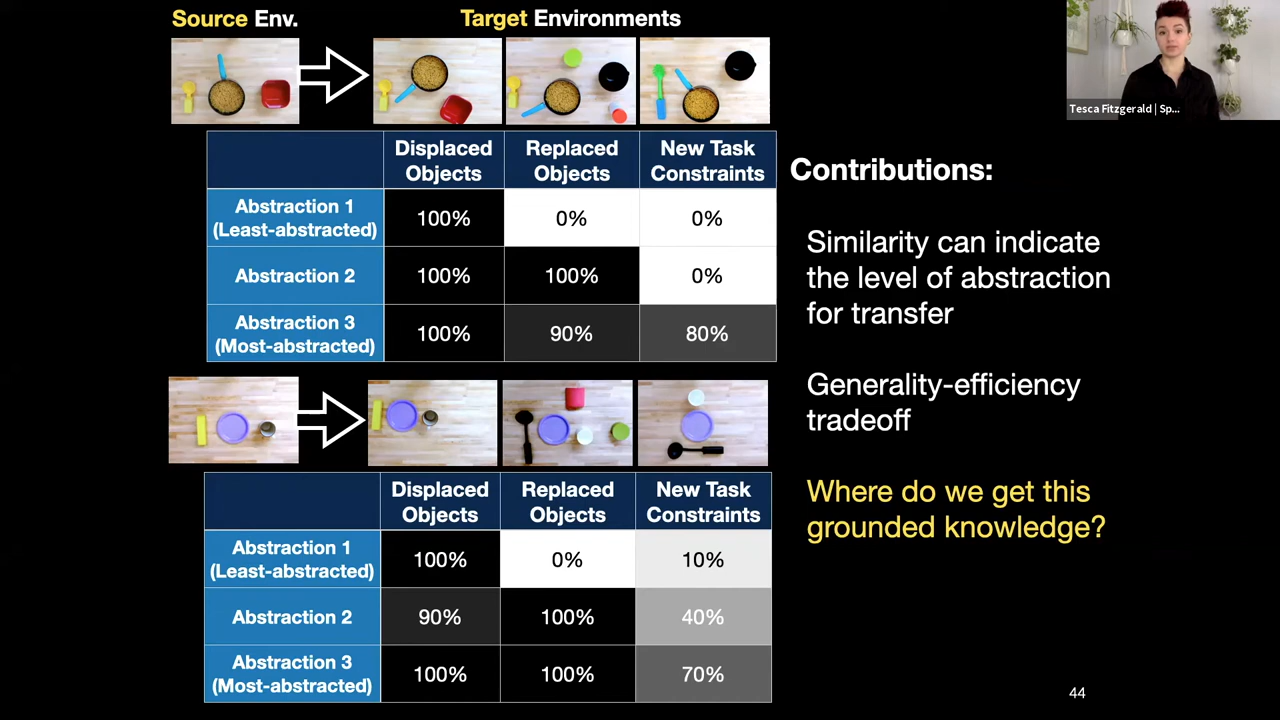 Source Env.
Target Environments
Tesca Fitzgerald | Sp...
Displaced Objects
Replaced Objects
New Task Constraints
Abstraction 1 (Least-abstracted)
100%
0%
0%
Abstraction 2
100%
100%
0%
Abstraction 3 (Most-abstracted)
100%
90%
80%
Displaced Objects
Replaced Objects
New Task Constraints
Abstraction 1 (Least-abstracted)
100%
0%
10%
Abstraction 2
90%
100%
40%
Abstraction 3 (Most-abstracted)
100%
100%
70%
Contributions:
Similarity can indicate
the level of abstraction
for transfer
Generality-efficiency
tradeoff
Where do we get this
grounded knowledge?
44